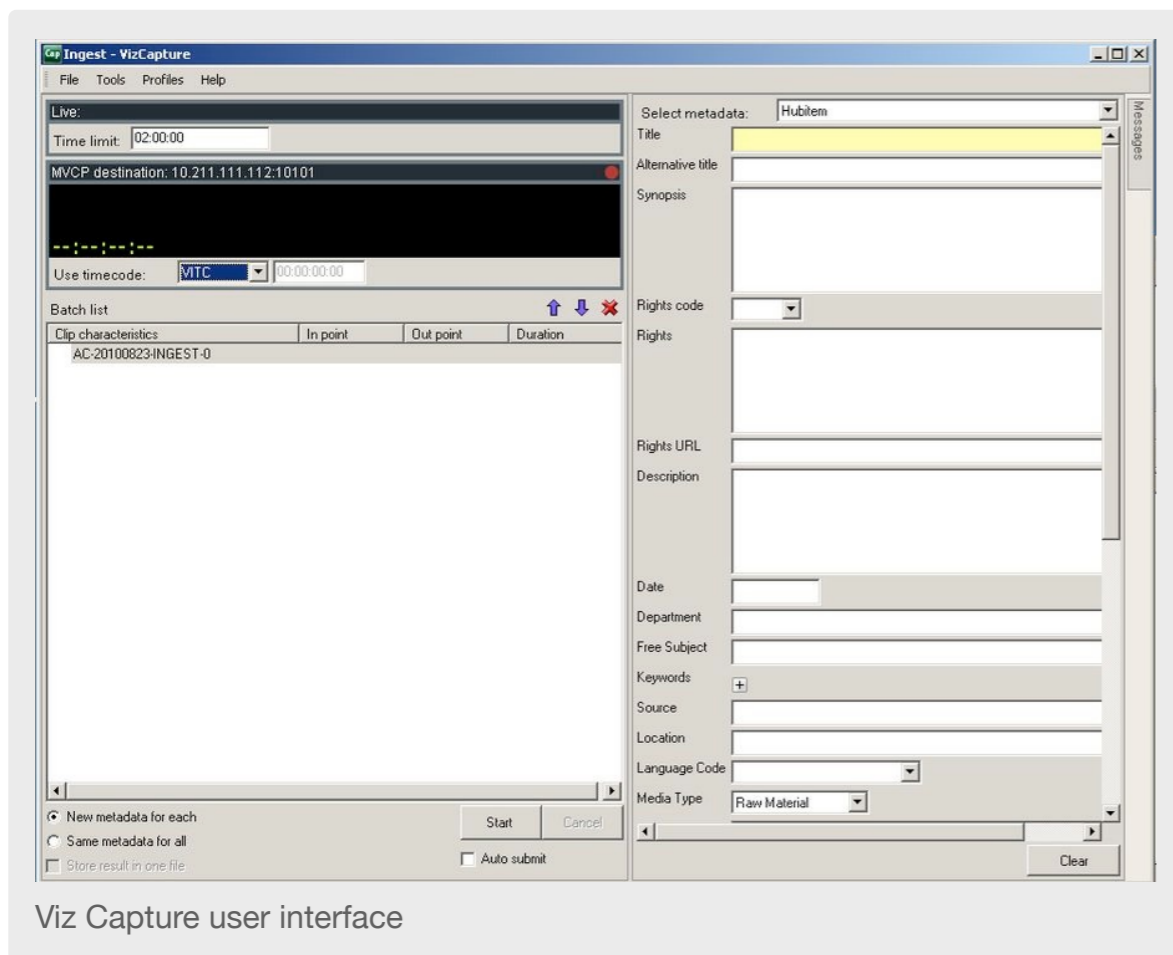 Cap Ingest - VizCapture
File Tools Profiles Help
Live:
Time limit: 02:00:00
MVCP destination: 10.211.111.112:10101
--:--:--:--
Use timecode: VITC 00:00:00:00
Batch list
Clip characteristics In point Out point Duration
AC-20100823-INGEST-0
New metadata for each
Same metadata for all
Store result in one file
Start Cancel
Auto submit
Select metadata: Hubitem
Title
Alternative title
Synopsis
Rights code
Rights
Rights URL
Description
Date
Department
Free Subject
Keywords +
Source
Location
Language Code
Media Type Raw Material
Clear
Messages
Viz Capture user interface